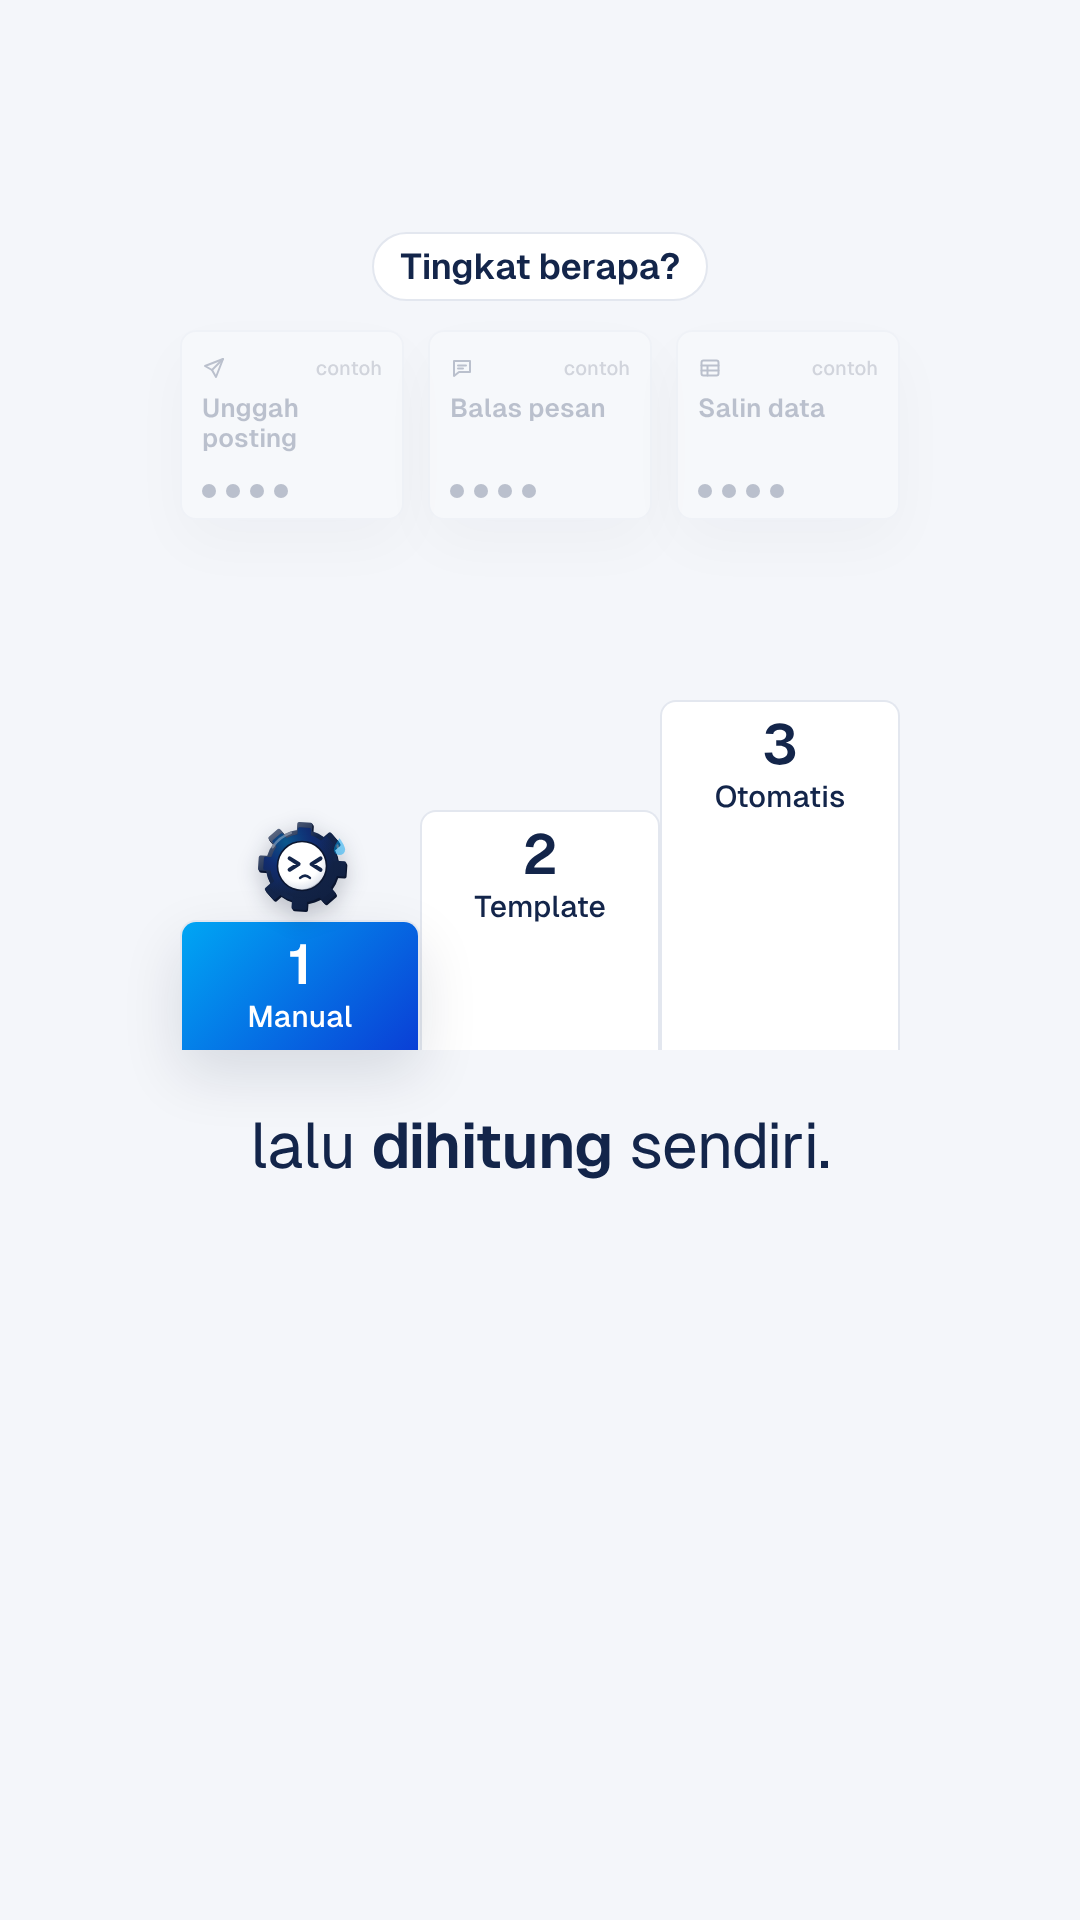 Tingkat berapa?
contoh
Unggah
posting
contoh
Balas pesan
contoh
Salin data
3
Otomatis
2
Template
1
Manual
lalu dihitung sendiri.